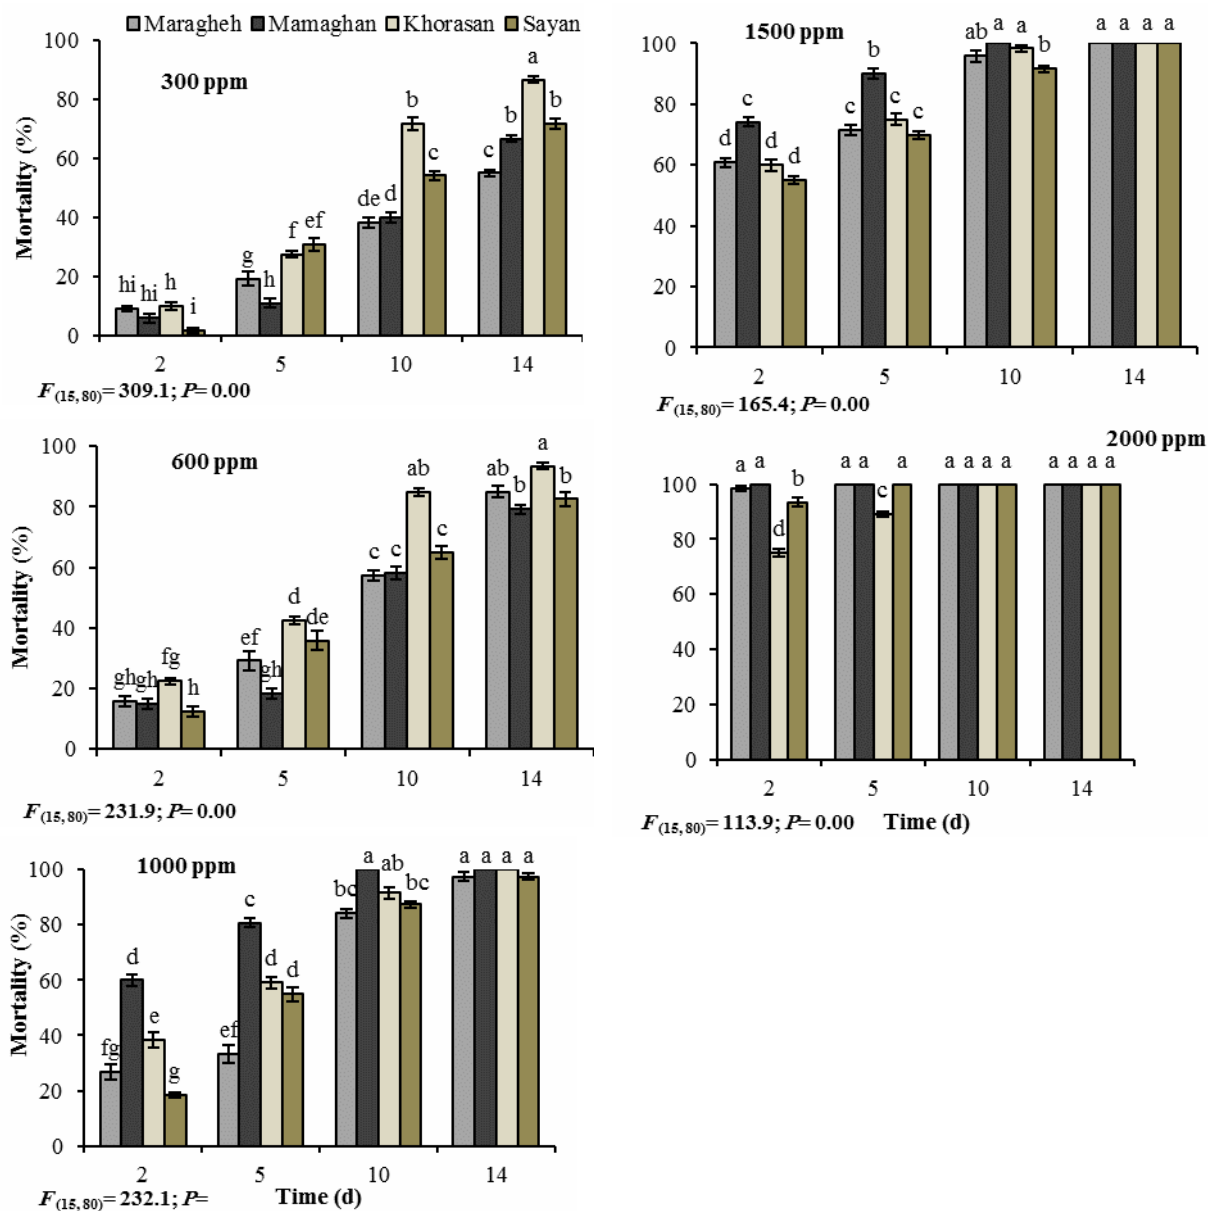 Maragheh Mamaghan Khorasan Sayan
300 ppm
Mortality (%)
100
80
60
40
20
0
hi hi h i
g h f ef
de d b c
c b a b
2 5 10 14
F(15,80)= 309.1; P= 0.00
600 ppm
Mortality (%)
100
80
60
40
20
0
gh gh fg h
ef gh d de
c c ab c
ab b a b
2 5 10 14
F(15,80)= 231.9; P= 0.00
1000 ppm
Mortality (%)
100
80
60
40
20
0
fg d e g
ef c d d
bc a ab bc
a a a a
2 5 10 14
F(15,80)= 232.1; P=
Time (d)
1500 ppm
100
80
60
40
20
0
d c d d
c b c c
ab a a b
a a a a
2 5 10 14
F(15,80)= 165.4; P= 0.00
2000 ppm
100
80
60
40
20
0
a a d b
a a c a
a a a a
a a a a
2 5 10 14
F(15,80)= 113.9; P= 0.00
Time (d)